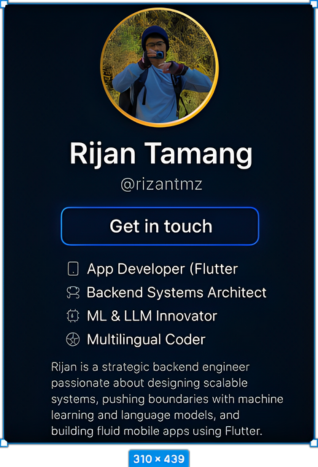 Rijan Tamang
@rizantmz
Get in touch
App Developer (Flutter
Backend Systems Architect
ML & LLM Innovator
Multilingual Coder
Rijan is a strategic backend engineer
passionate about designing scalable
systems, pushing boundaries with machine
learning and language models, and
building fluid mobile apps using Flutter.
310 × 439